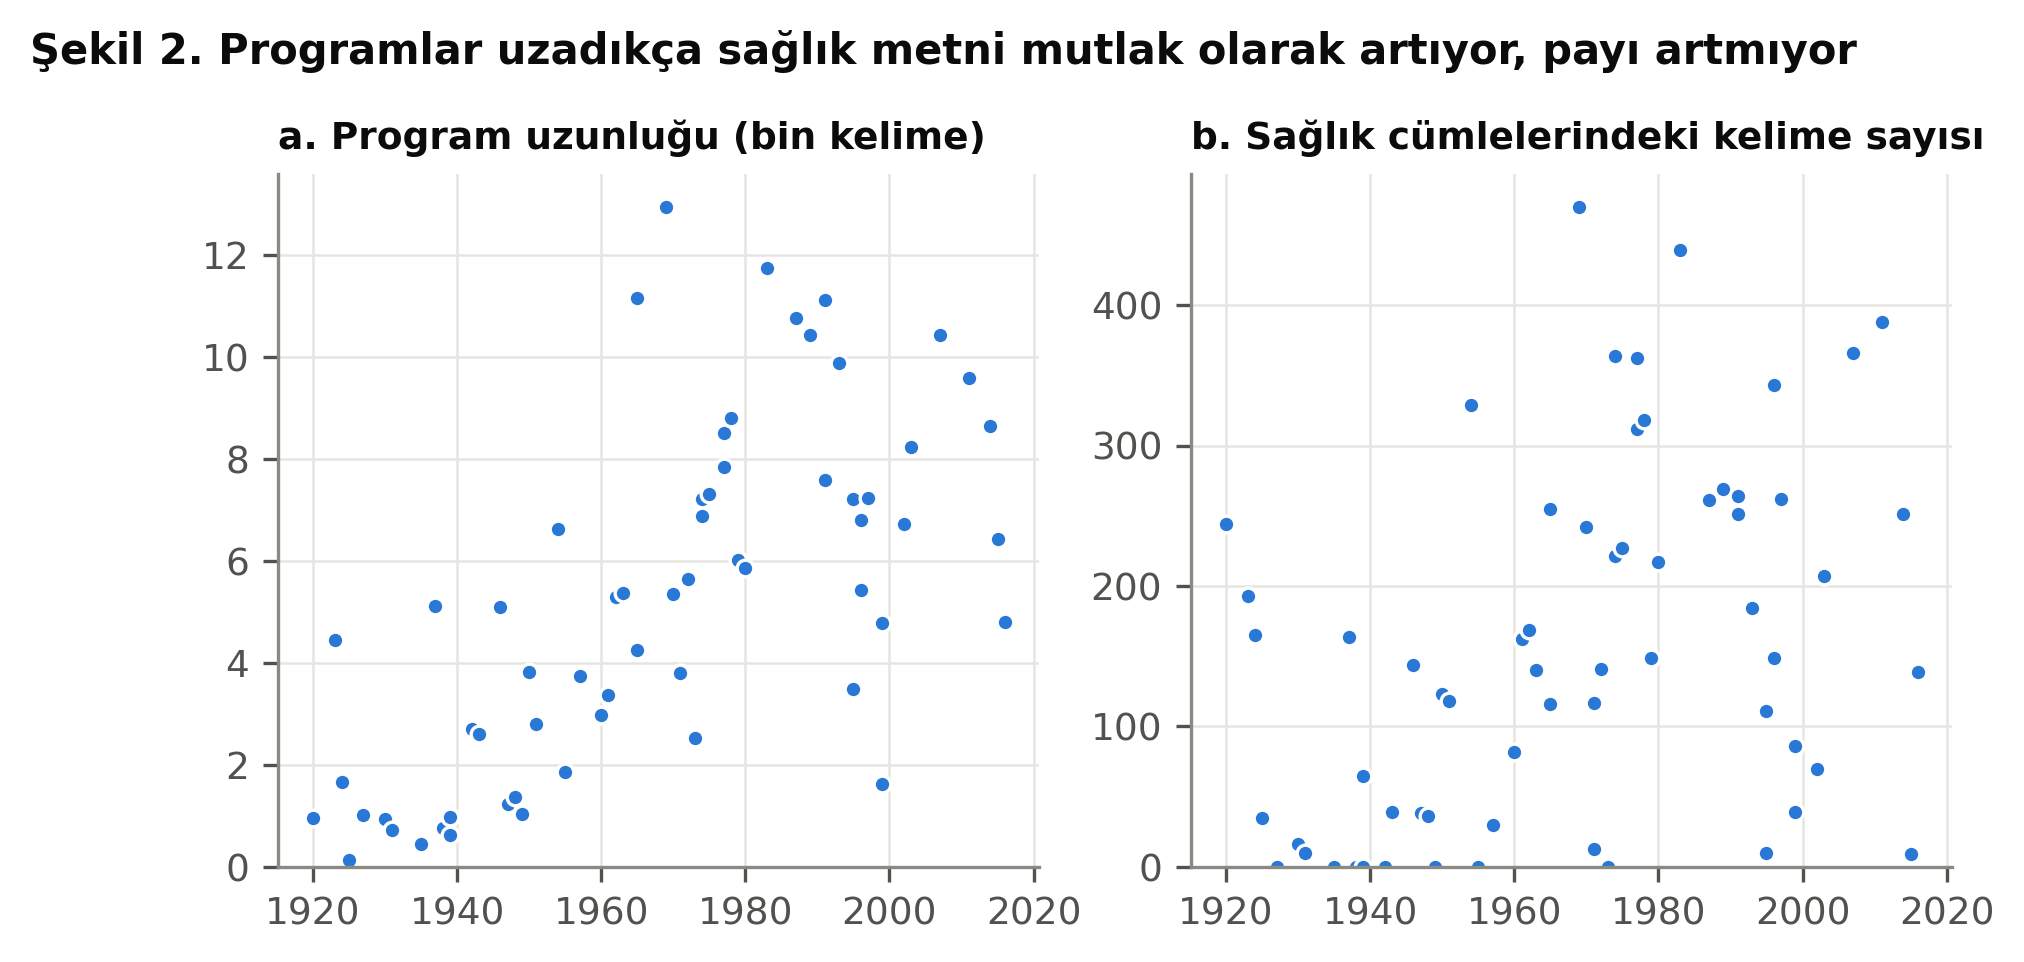 Şekil 2. Programlar uzadıkça sağlık metni mutlak olarak artıyor, payı artmıyor
a. Program uzunluğu (bin kelime)
12
10
8
6
4
2
0
1920 1940 1960 1980 2000 2020
b. Sağlık cümlelerindeki kelime sayısı
400
300
200
100
0
1920 1940 1960 1980 2000 2020